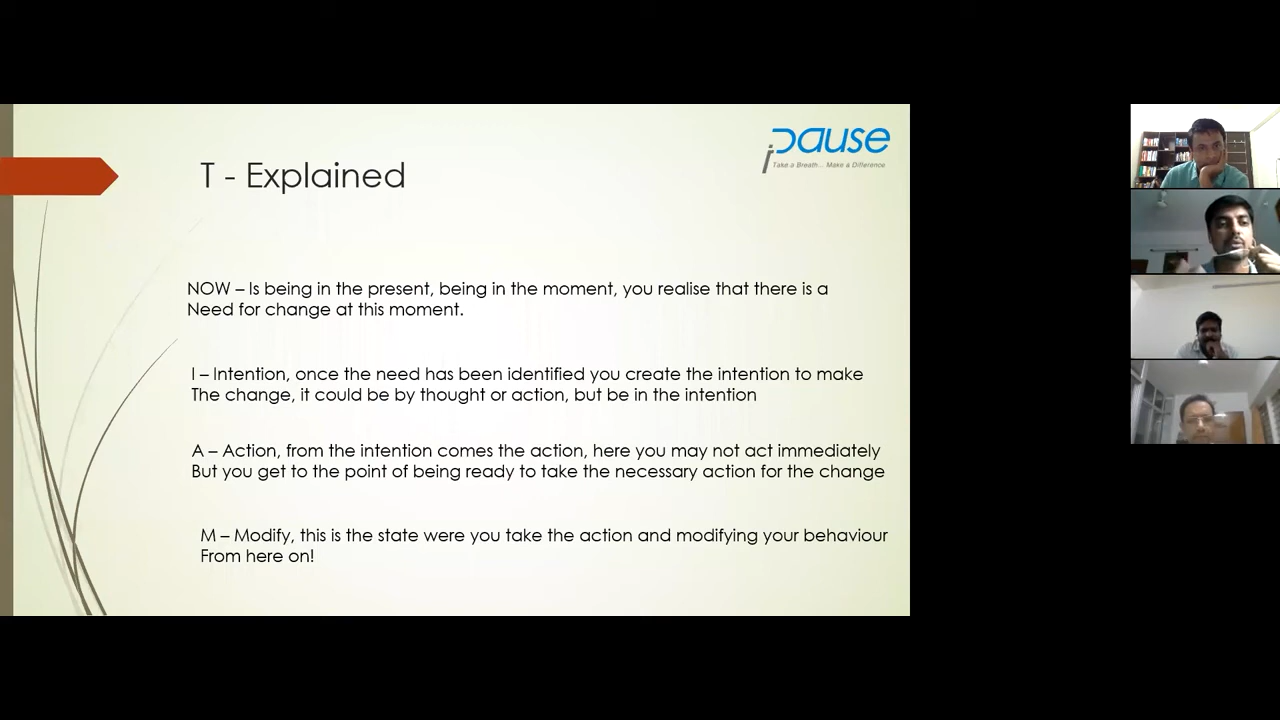 T - Explained
iPause
Take a Breath... Make a Difference
NOW – Is being in the present, being in the moment, you realise that there is a
Need for change at this moment.
I – Intention, once the need has been identified you create the intention to make
The change, it could be by thought or action, but be in the intention
A – Action, from the intention comes the action, here you may not act immediately
But you get to the point of being ready to take the necessary action for the change
M – Modify, this is the state were you take the action and modifying your behaviour
From here on!